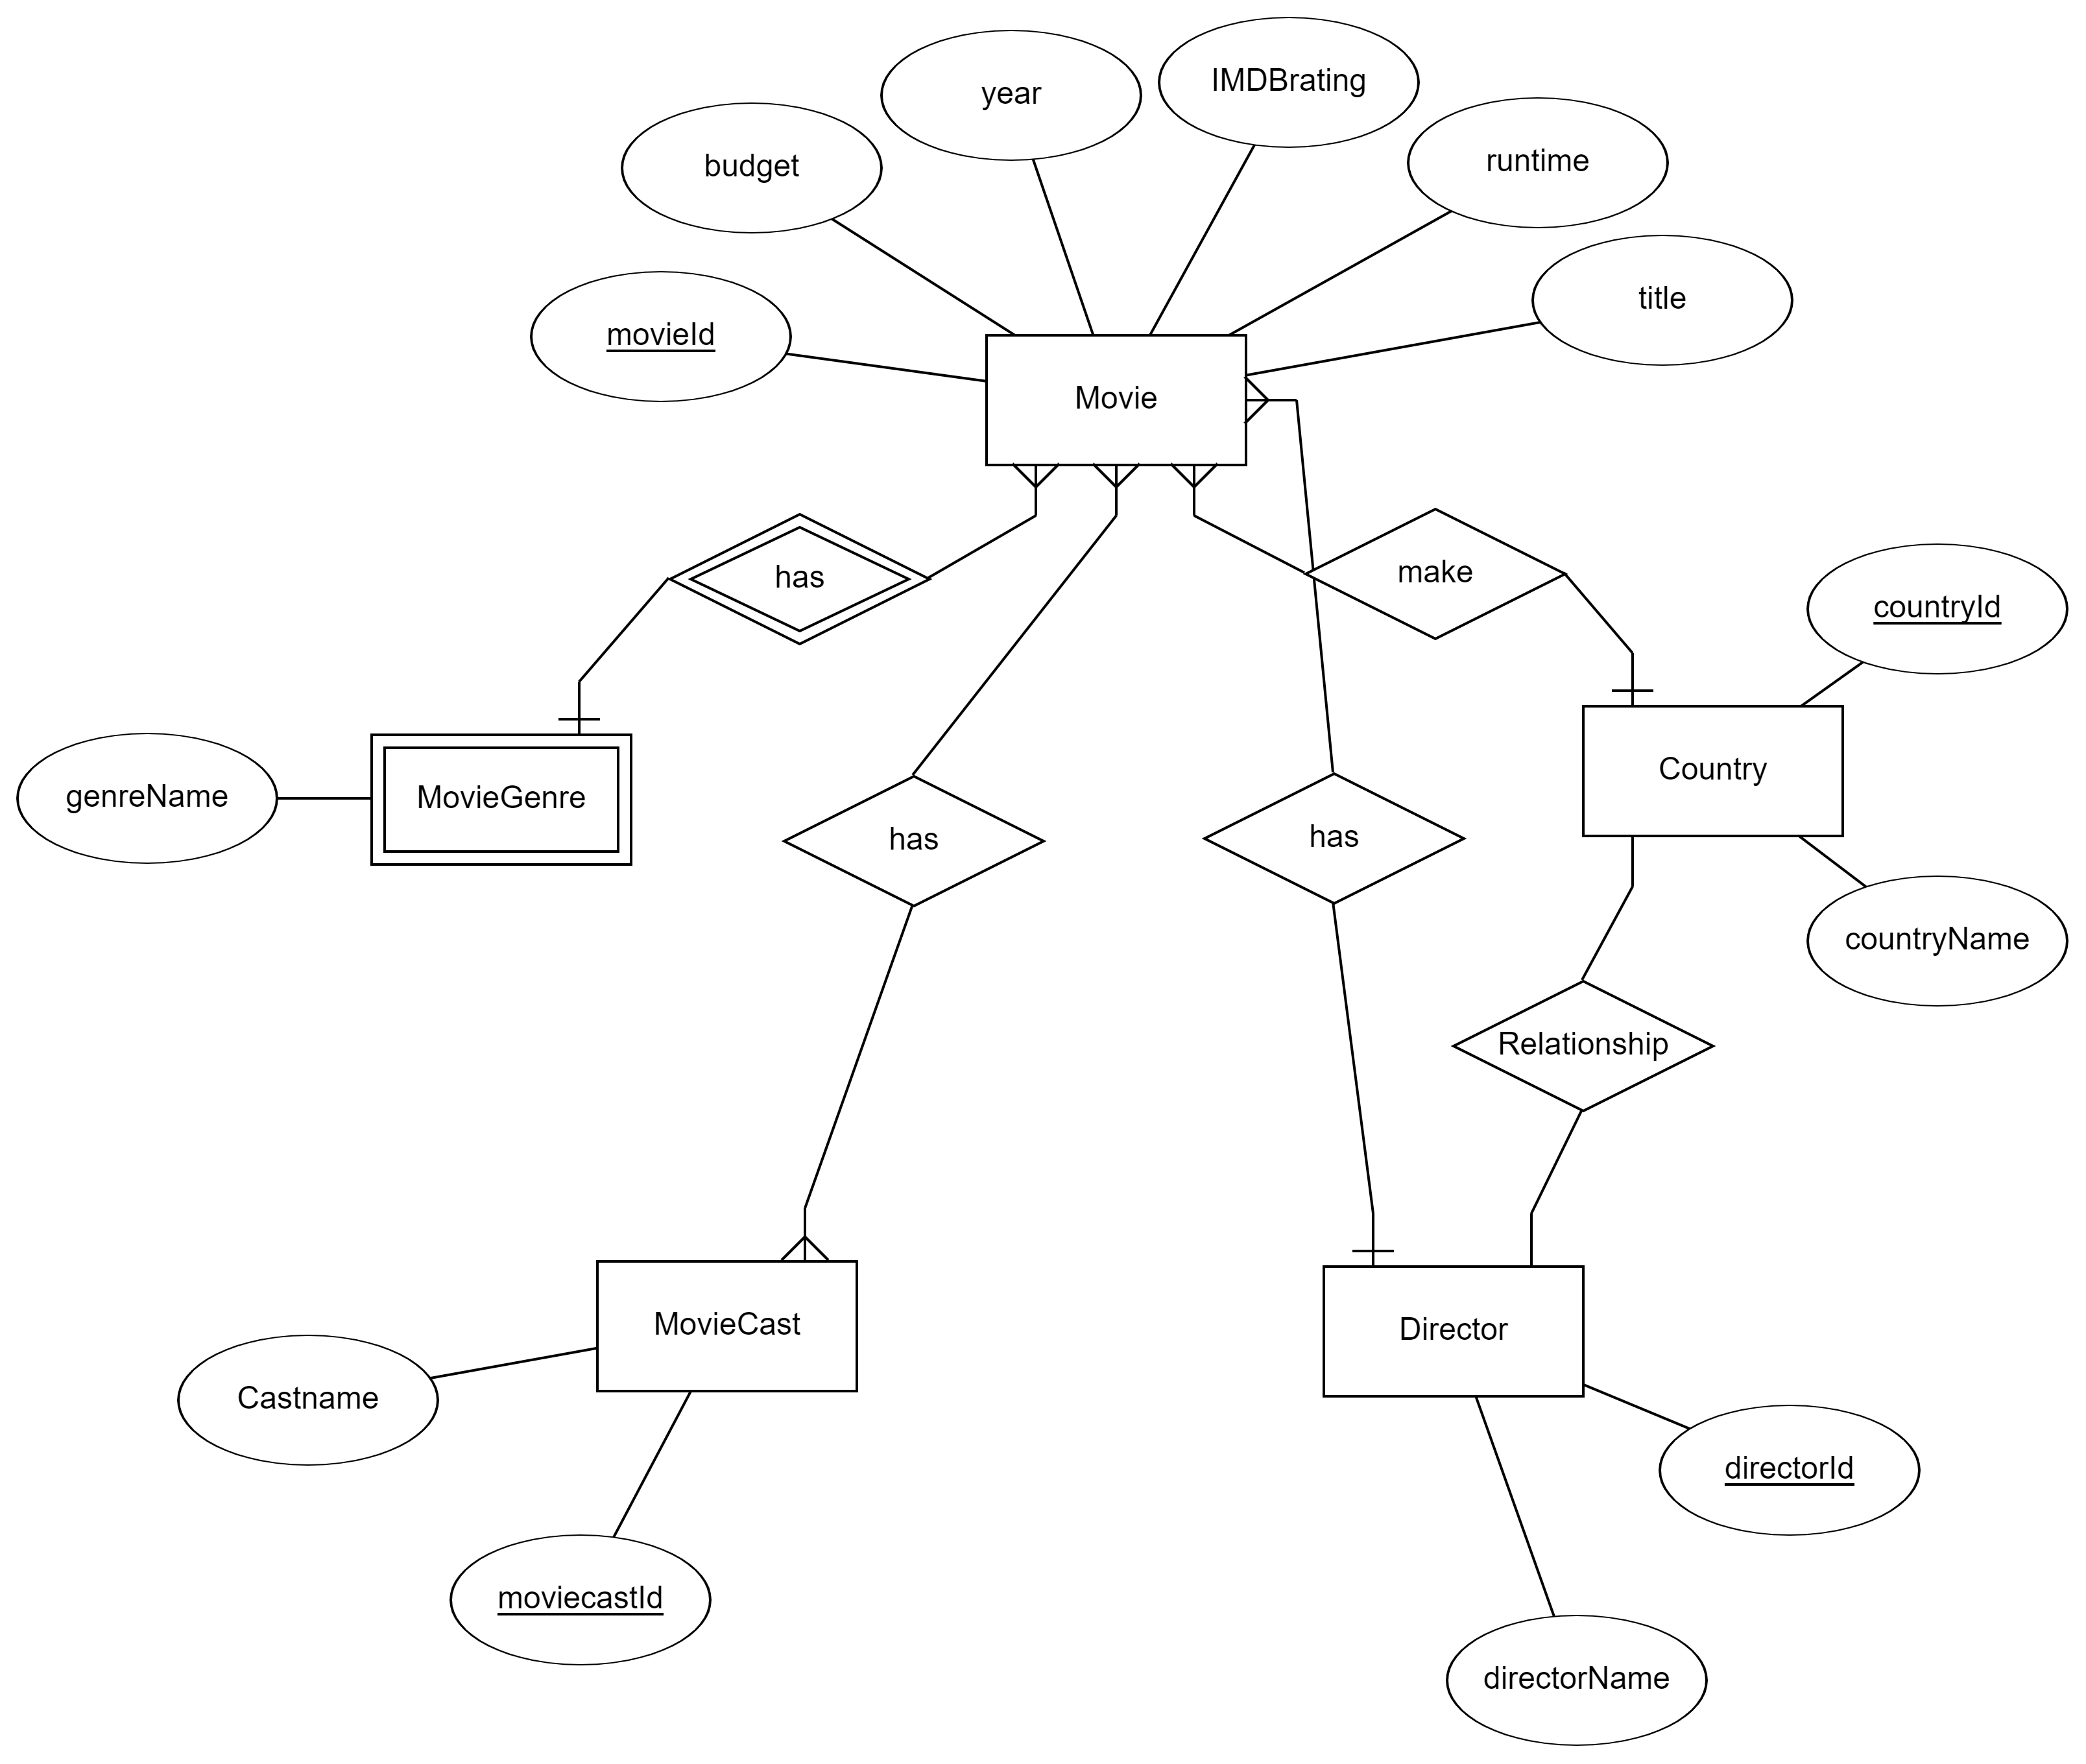 IMDBrating
year
runtime
budget
title
movieId
Movie
make
has
countryId
Country
genreName
MovieGenre
has
has
countryName
Relationship
MovieCast
Director
Castname
directorId
moviecastId
directorName